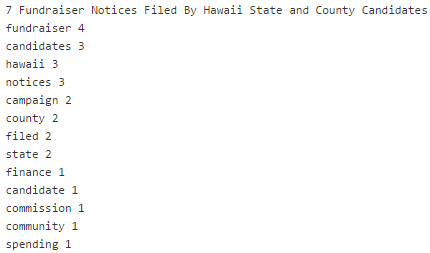 7 Fundraiser Notices Filed By Hawaii State and County Candidates
fundraiser 4
candidates 3
hawaii 3
notices 3
campaign 2
county 2
filed 2
state 2
finance 1
candidate 1
commission 1
community 1
spending 1